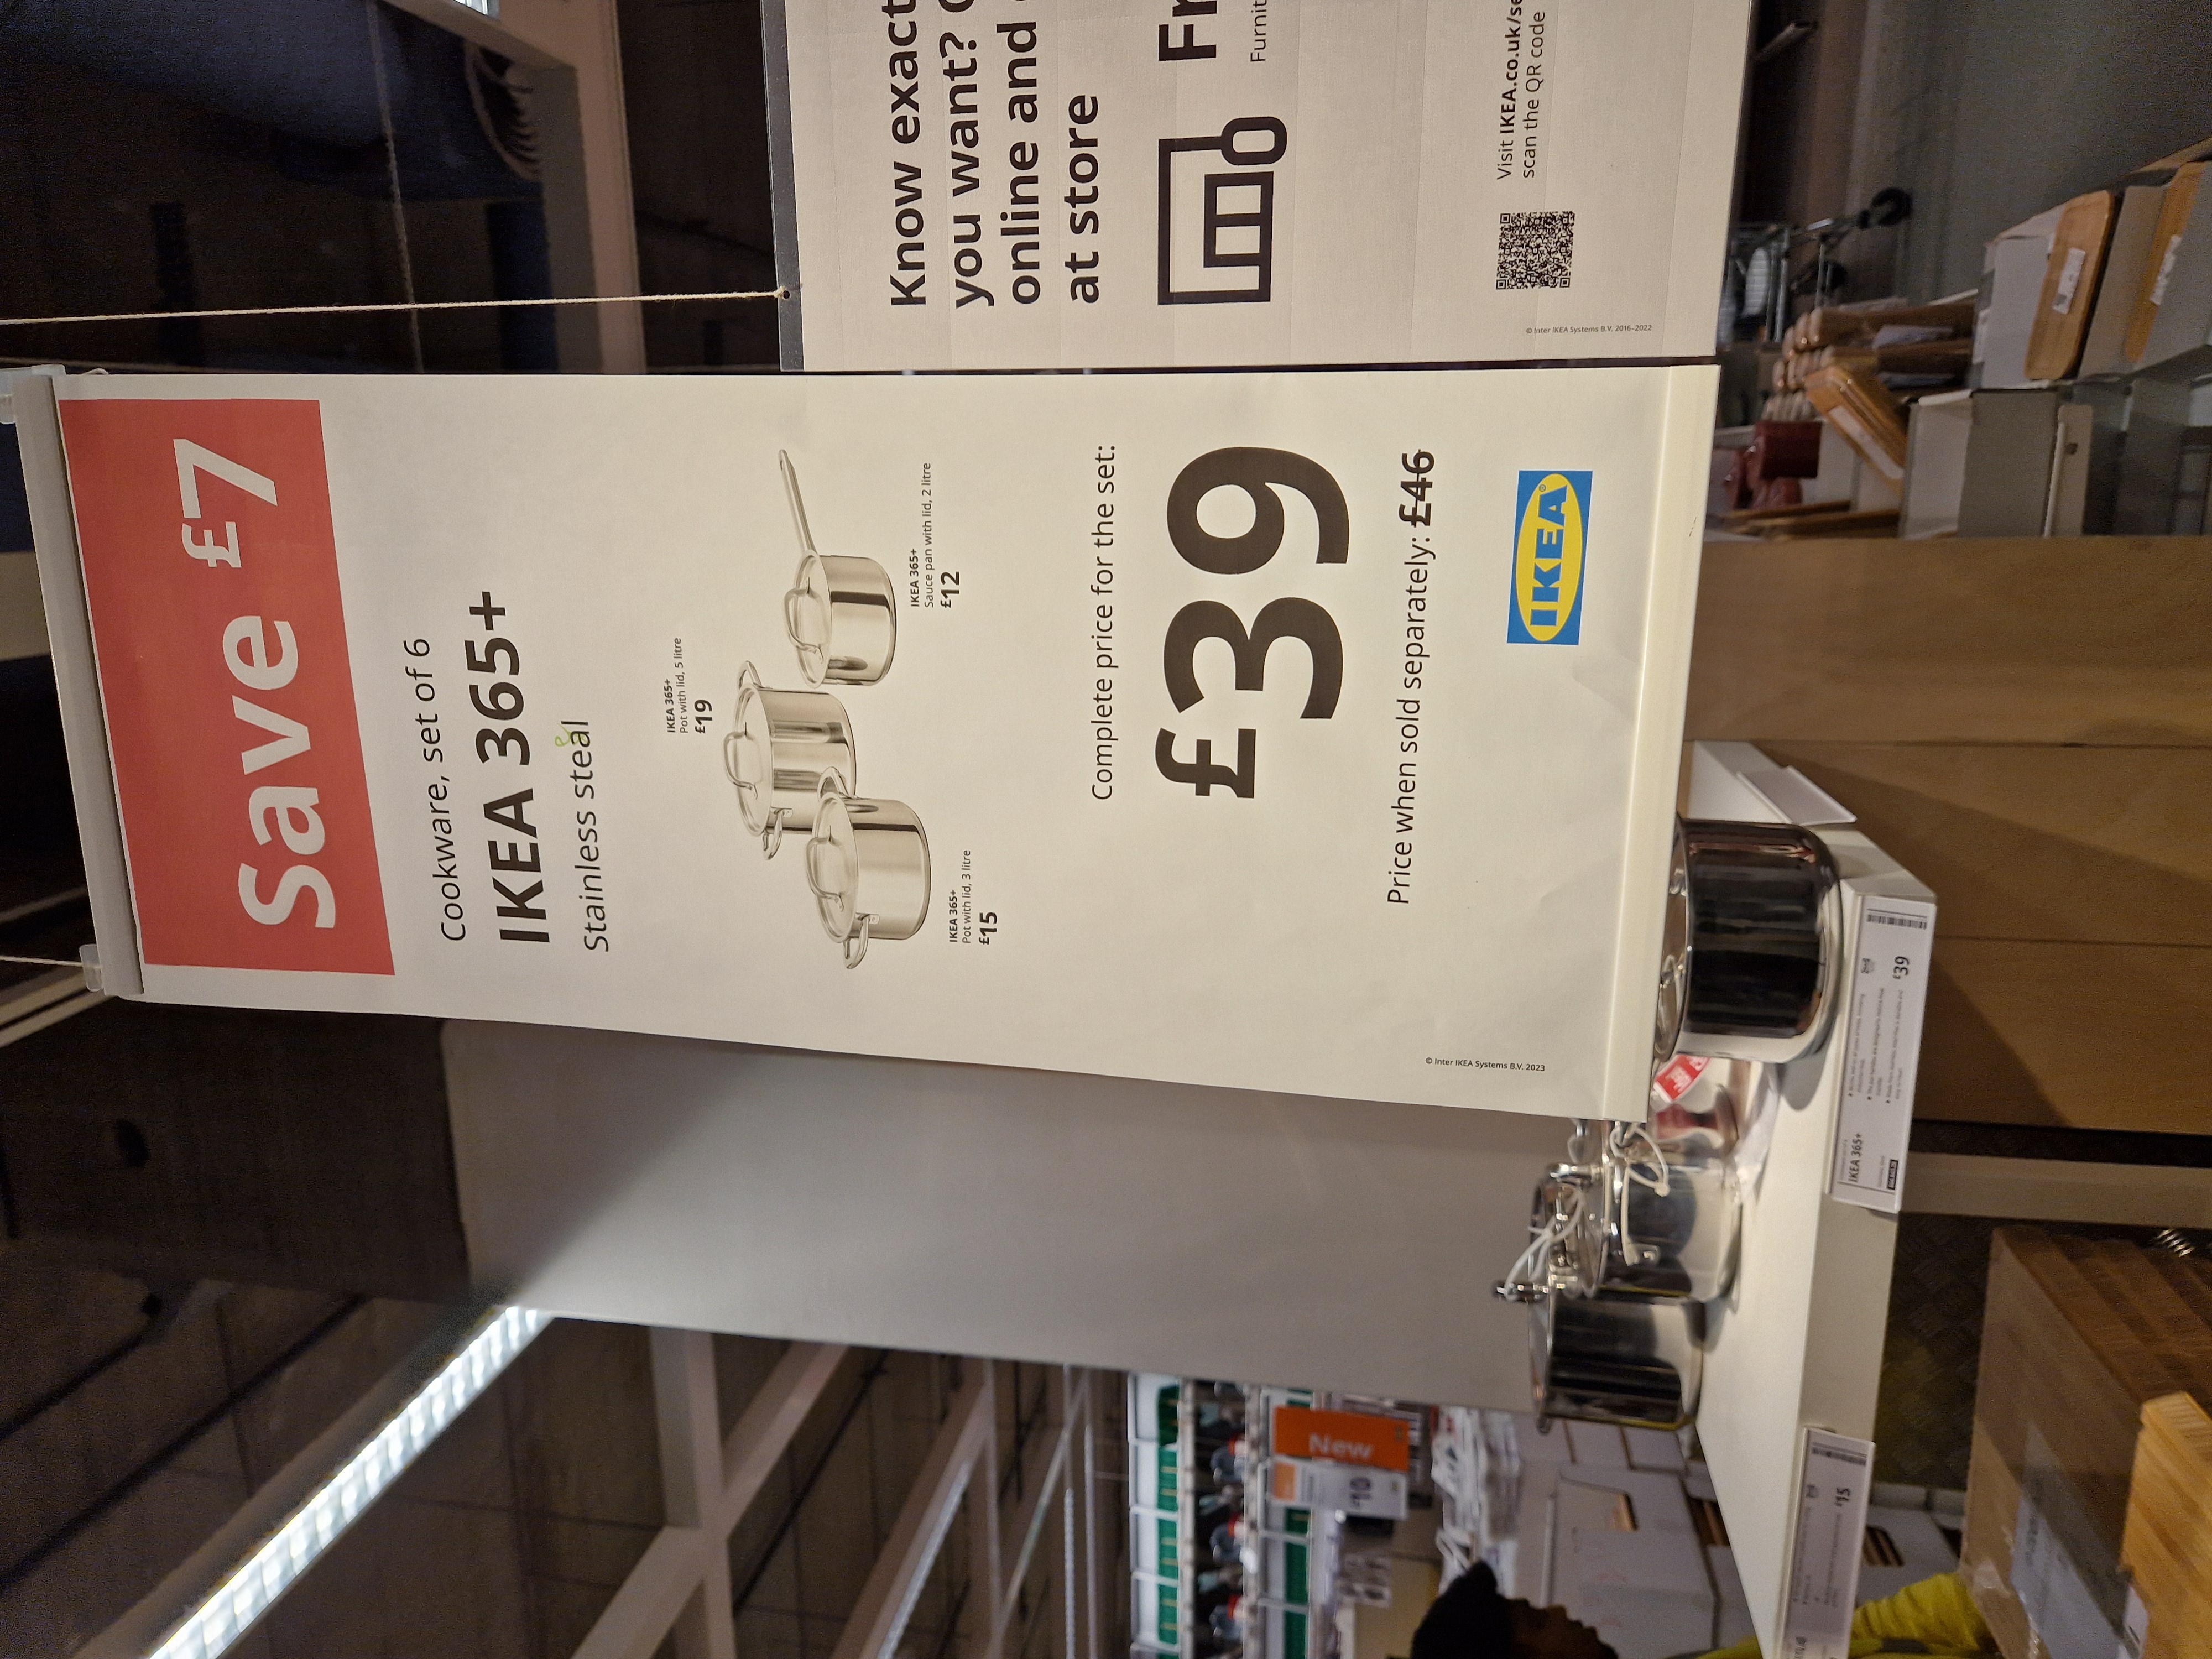 Save £7
Cookware, set of 6
IKEA 365+
Stainless steal
e
IKEA 365+
Pot with lid, 5 litre
£19
IKEA 365+
Sauce pan with lid, 2 litre
£12
IKEA 365+
Pot with lid, 3 litre
£15
Complete price for the set:
£39
Price when sold separately: £46
© Inter IKEA Systems B.V. 2023
IKEA
Know exact
you want?
online and
at store
Fr
Furnit
Visit IKEA.co.uk/se
scan the QR code
© Inter IKEA Systems B.V. 2016-2022
£10
New
£15
IKEA 365+
£39